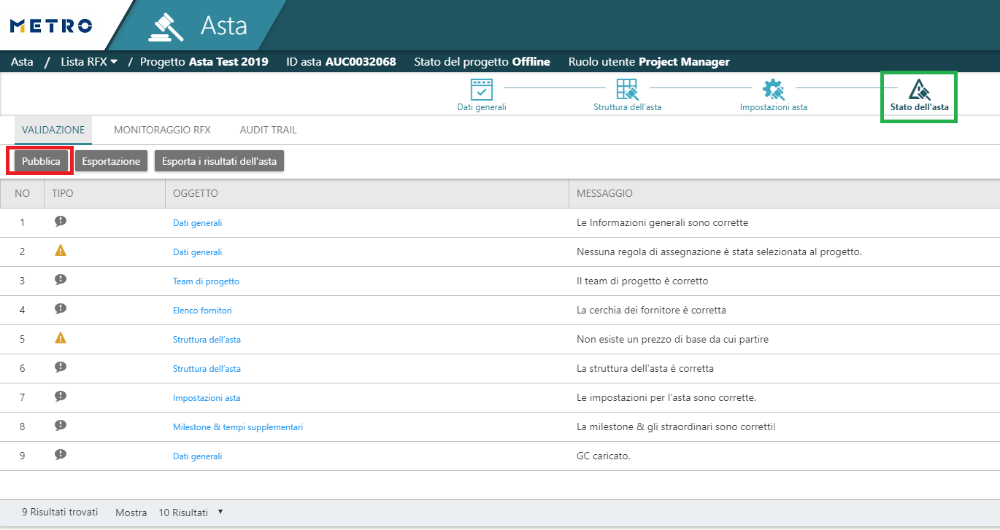 METRO
Asta
Asta / Lista RFX / Progetto Asta Test 2019 ID asta AUC0032068 Stato del progetto Offline Ruolo utente Project Manager
Dati generali Struttura dell'asta Impostazioni asta Stato dell'asta
VALIDAZIONE MONITORAGGIO RFX AUDIT TRAIL
Pubblica Esportazione Esporta i risultati dell'asta
NO TIPO OGGETTO MESSAGGIO
1 Dati generali Le Informazioni generali sono corrette
2 Dati generali Nessuna regola di assegnazione è stata selezionata al progetto.
3 Team di progetto Il team di progetto è corretto
4 Elenco fornitori La cerchia dei fornitore è corretta
5 Struttura dell'asta Non esiste un prezzo di base da cui partire
6 Struttura dell'asta La struttura dell'asta è corretta
7 Impostazioni asta Le impostazioni per l'asta sono corrette.
8 Milestone & tempi supplementari La milestone & gli straordinari sono corretti!
9 Dati generali GC caricato.
9 Risultati trovati Mostra 10 Risultati